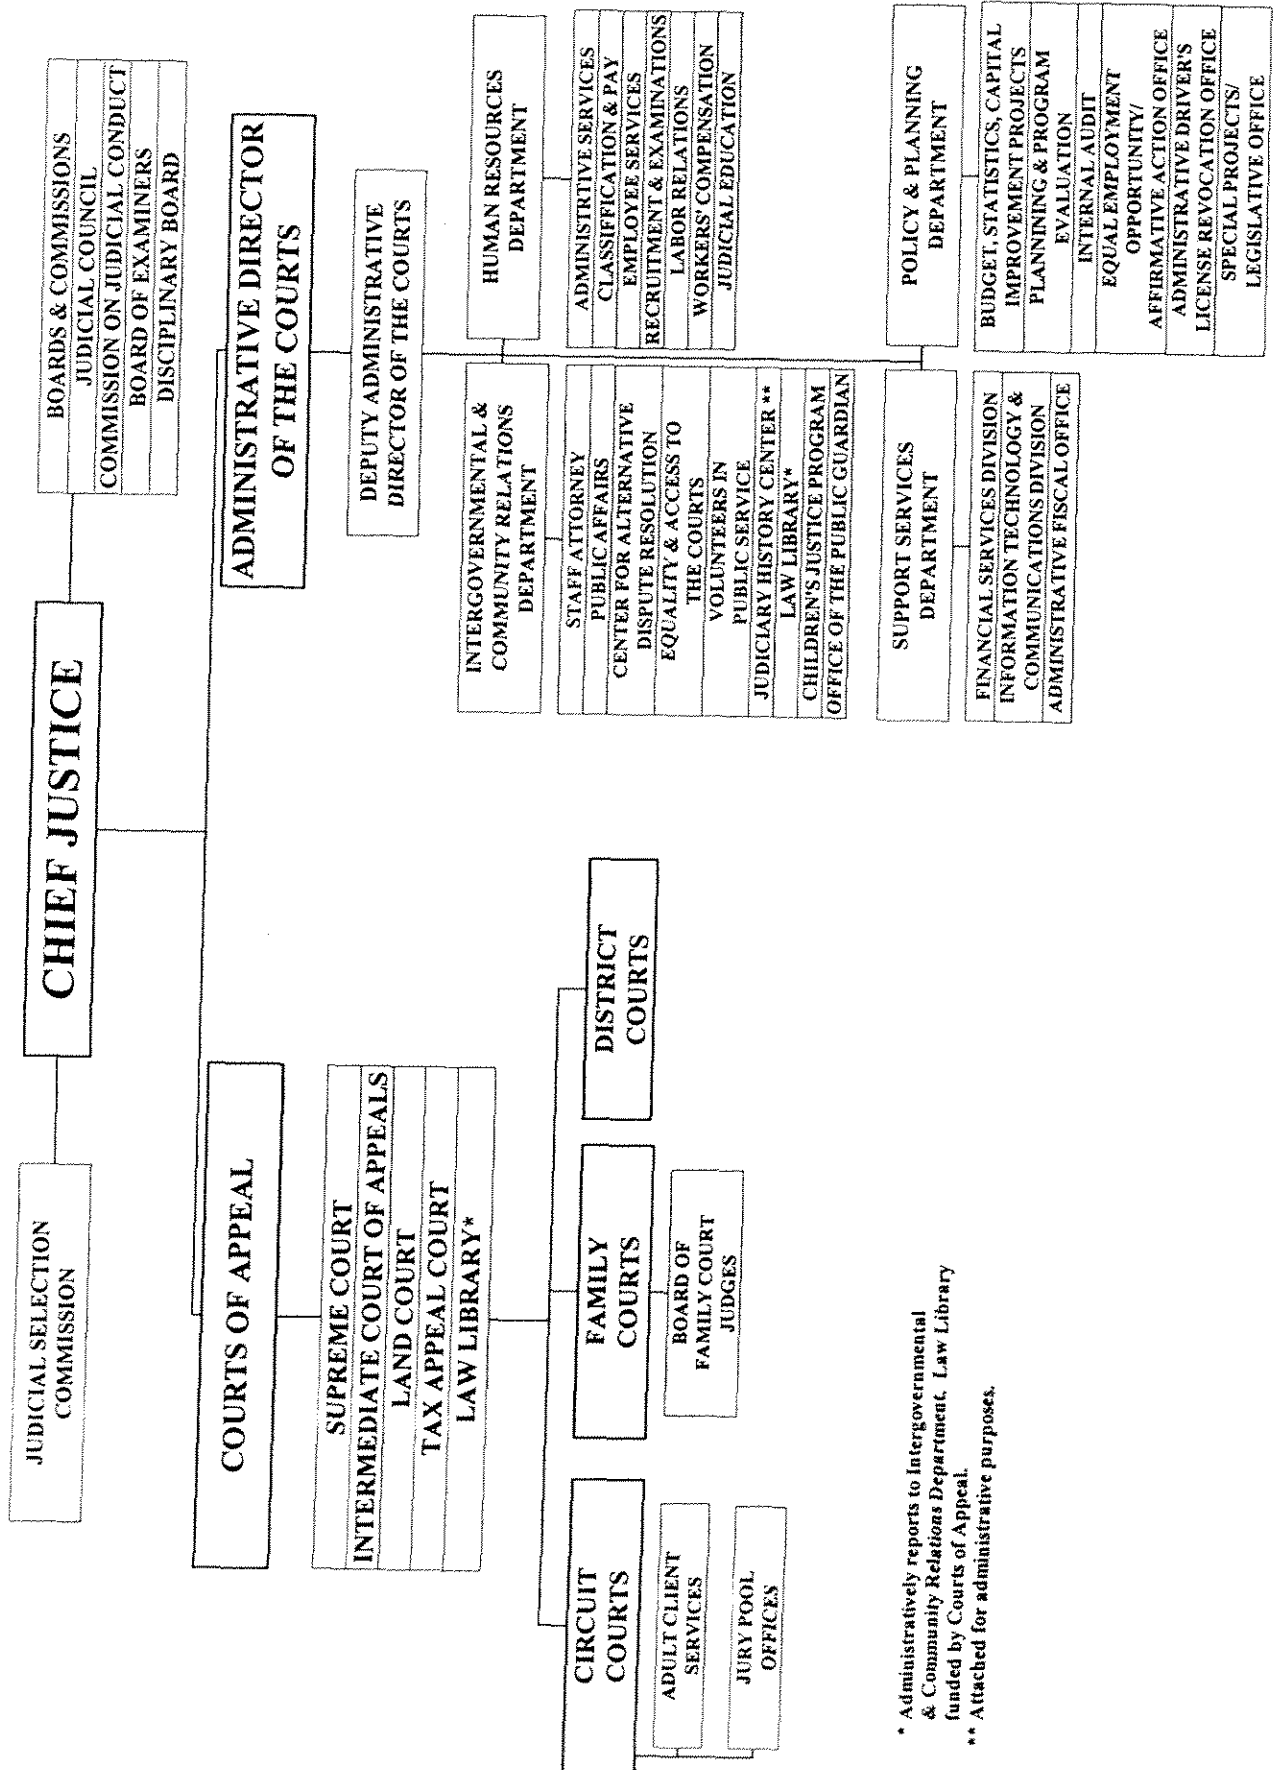 CHIEF JUSTICE
JUDICIAL SELECTION
COMMISSION
BOARDS & COMMISSIONS
JUDICIAL COUNCIL
COMMISSION ON JUDICIAL CONDUCT
BOARD OF EXAMINERS
DISCIPLINARY BOARD
COURTS OF APPEAL
SUPREME COURT
INTERMEDIATE COURT OF APPEALS
LAND COURT
TAX APPEAL COURT
LAW LIBRARY*
CIRCUIT
COURTS
ADULT CLIENT
SERVICES
JURY POOL
OFFICES
FAMILY
COURTS
BOARD OF
FAMILY COURT
JUDGES
DISTRICT
COURTS
ADMINISTRATIVE DIRECTOR
OF THE COURTS
DEPUTY ADMINISTRATIVE
DIRECTOR OF THE COURTS
INTERGOVERNMENTAL &
COMMUNITY RELATIONS
DEPARTMENT
STAFF ATTORNEY
PUBLIC AFFAIRS
CENTER FOR ALTERNATIVE
DISPUTE RESOLUTION
EQUALITY & ACCESS TO
THE COURTS
VOLUNTEERS IN
PUBLIC SERVICE
JUDICIARY HISTORY CENTER **
LAW LIBRARY*
CHILDREN'S JUSTICE PROGRAM
OFFICE OF THE PUBLIC GUARDIAN
HUMAN RESOURCES
DEPARTMENT
ADMINISTRTIVE SERVICES
CLASSIFICATION & PAY
EMPLOYEE SERVICES
RECRUITMENT & EXAMINATIONS
LABOR RELATIONS
WORKERS' COMPENSATION
JUDICIAL EDUCATION
SUPPORT SERVICES
DEPARTMENT
FINANCIAL SERVICES DIVISION
INFORMATION TECHNOLOGY &
COMMUNICATIONS DIVISION
ADMINISTRATIVE FISCAL OFFICE
POLICY & PLANNING
DEPARTMENT
BUDGET, STATISTICS, CAPITAL
IMPROVEMENT PROJECTS
PLANNINING & PROGRAM
EVALUATION
INTERNAL AUDIT
EQUAL EMPLOYMENT
OPPORTUNITY/
AFFIRMATIVE ACTION OFFICE
ADMINISTRATIVE DRIVER'S
LICENSE REVOCATION OFFICE
SPECIAL PROJECTS/
LEGISLATIVE OFFICE
* Administratively reports to Intergovernmental
& Community Relations Department. Law Library
funded by Courts of Appeal.
** Attached for administrative purposes.